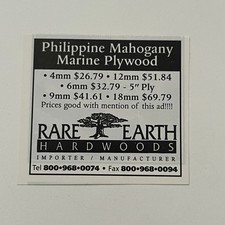 Philippine Mahogany
Marine Plywood
• 4mm $26.79 • 12mm $51.84
• 6mm $32.79 - 5" Ply
• 9mm $41.61 • 18mm $69.79
Prices good with mention of this ad!!!!
RARE EARTH
HARDWOODS
IMPORTER / MANUFACTURER
Tel 800•968•0074 • Fax 800•968•0094